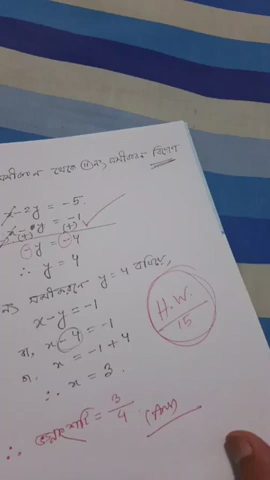 সমীকরণ থেকে (ii) নং সমীকরণ বিয়োগ
x-2y = -5
x-y = -1
(-) (+) (+)
-y = -4
∴ y = 4
নং সমীকরণে y = 4 বসিয়ে,
x-y = -1
বা, x-4 = -1
বা, x = -1+4
∴ x = 3
∴ ভগ্নাংশটি = 3/4 (Ans)
H.W.
15